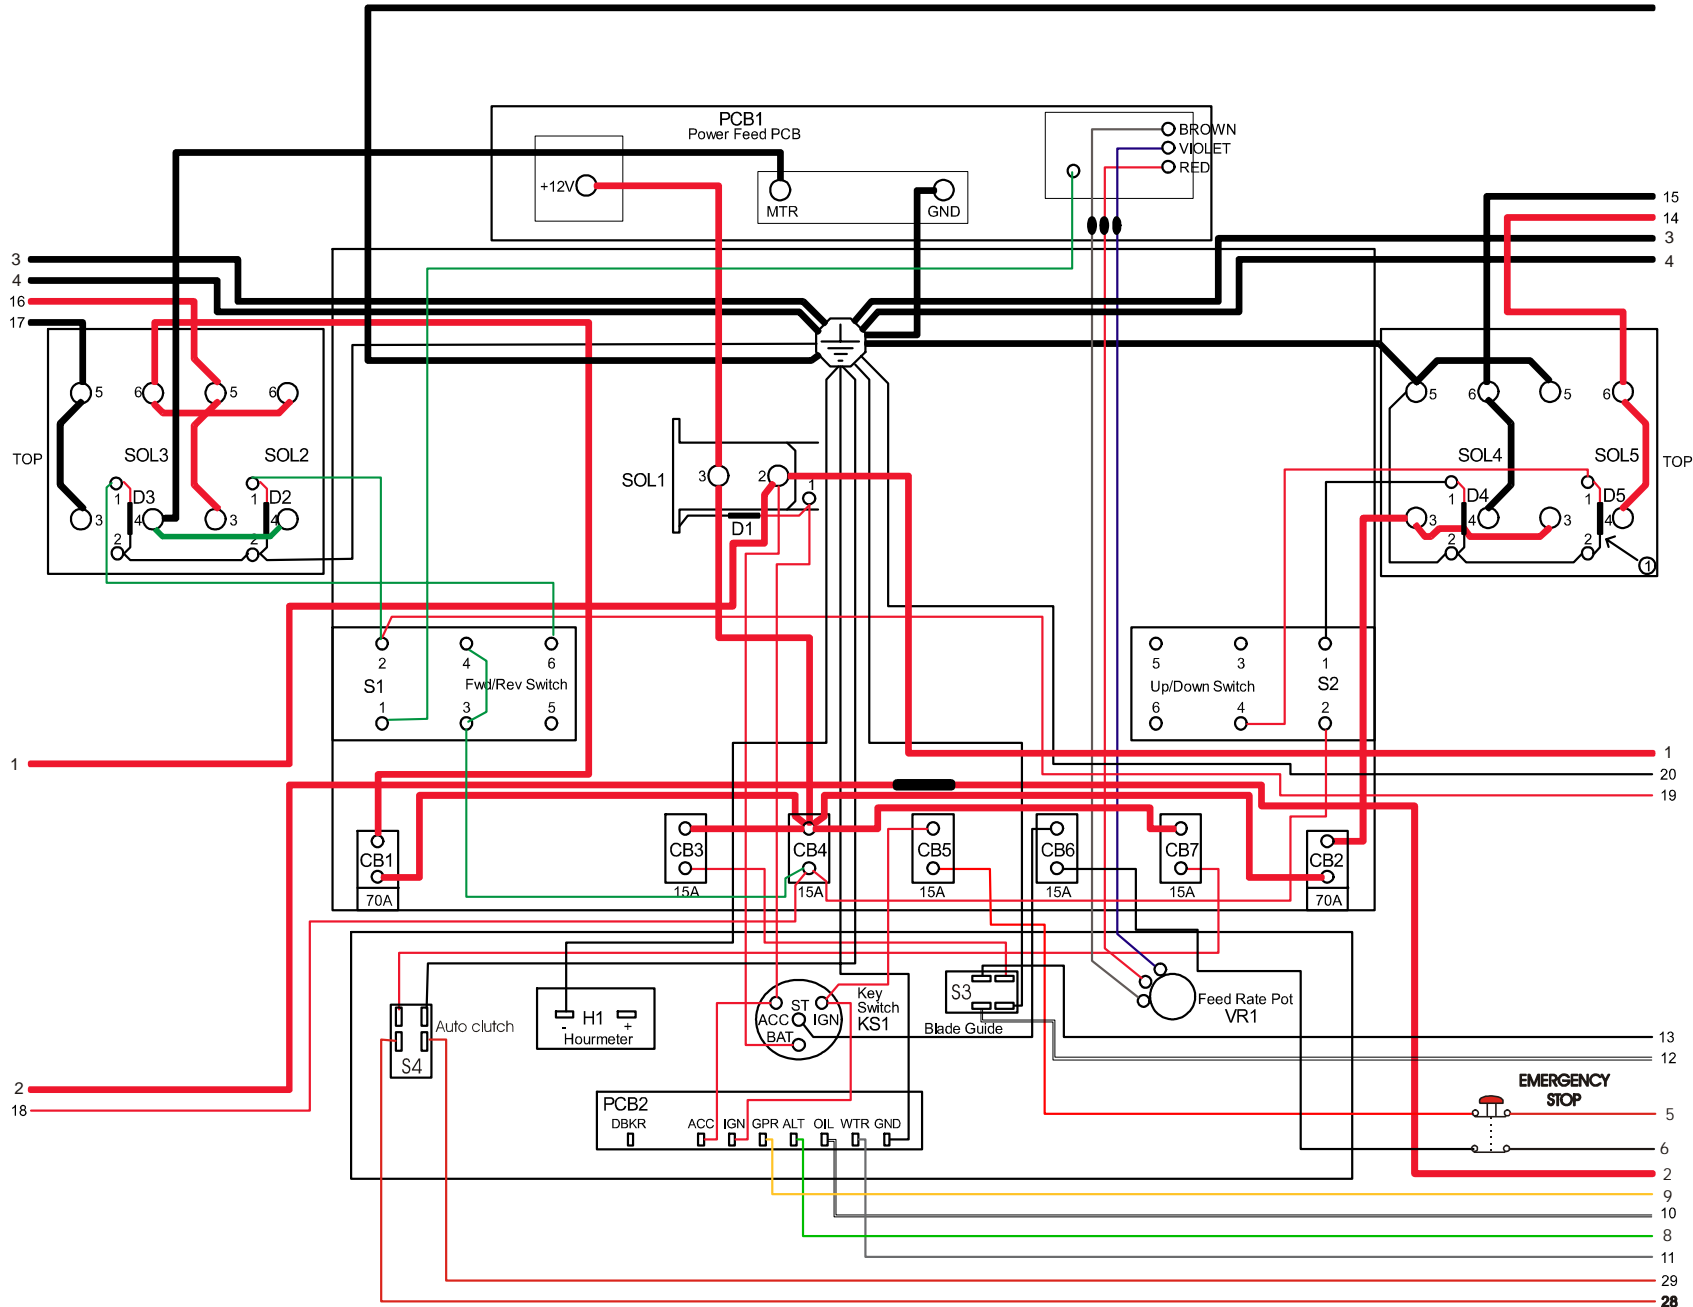 PCB1
Power Feed PCB
BROWN
VIOLET
RED
+12V
MTR
GND
15
14
3
4
3
4
16
17
5
6
5
6
5
6
5
6
TOP
SOL3
SOL2
SOL1
3
2
1
D1
SOL4
SOL5
TOP
1
D3
1
D2
3
4
3
4
2
2
1
D4
1
D5
3
4
3
4
2
2
1
2
4
6
S1
Fwd/Rev Switch
1
3
5
5
3
1
Up/Down Switch
S2
6
4
2
1
1
20
19
CB1
70A
CB3
15A
CB4
15A
CB5
15A
CB6
15A
CB7
15A
CB2
70A
S4
Auto clutch
H1
-
+
Hourmeter
ST
ACC
IGN
BAT
Key
Switch
KS1
S3
Blade Guide
Feed Rate Pot
VR1
13
12
2
18
PCB2
DBKR
ACC
IGN
GPR
ALT
OIL
WTR
GND
EMERGENCY
STOP
5
6
2
9
10
8
11
29
28